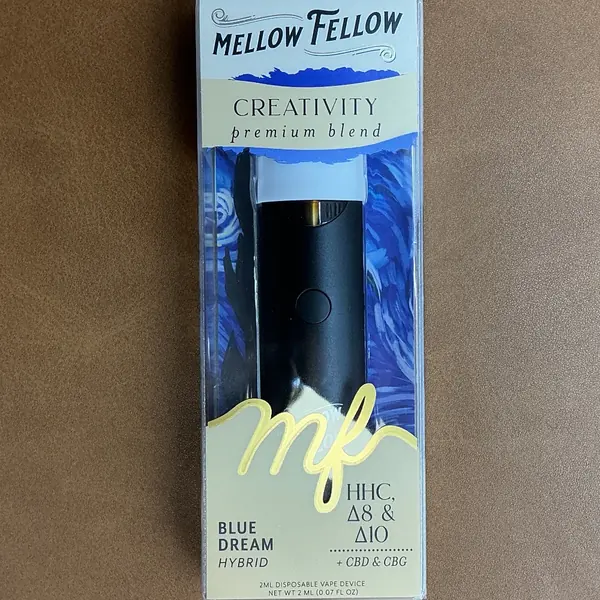 MELLOW FELLOW
CREATIVITY
premium blend
mf
HHC,
Δ8 &
Δ10
+ CBD & CBG
BLUE
DREAM
HYBRID
2ML DISPOSABLE VAPE DEVICE
NET WT 2 ML (0.07 FL OZ)